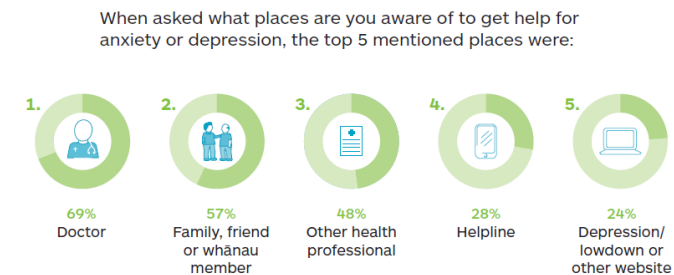 When asked what places are you aware of to get help for
anxiety or depression, the top 5 mentioned places were:
1.
2.
3.
4.
5.
69%
Doctor
57%
Family, friend
or whānau
member
48%
Other health
professional
28%
Helpline
24%
Depression/
lowdown or
other website